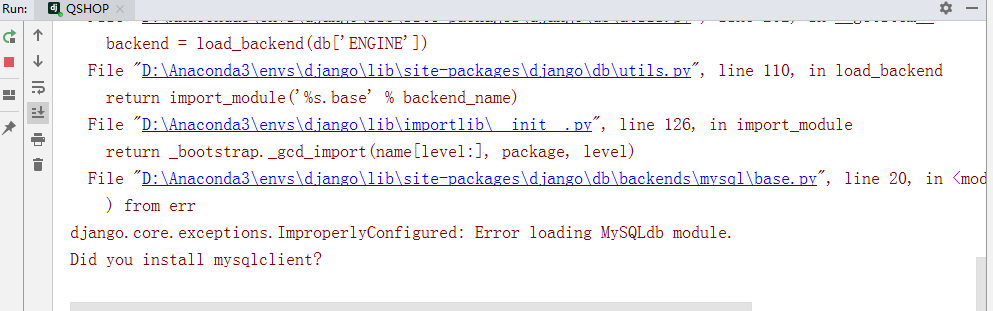 Run: QSHOP
backend = load_backend(db['ENGINE'])
File "D:\Anaconda3\envs\django\lib\site-packages\django\db\utils.py", line 110, in load_backend
return import_module('%s.base' % backend_name)
File "D:\Anaconda3\envs\django\lib\importlib\__init__.py", line 126, in import_module
return _bootstrap._gcd_import(name[level:], package, level)
File "D:\Anaconda3\envs\django\lib\site-packages\django\db\backends\mysql\base.py", line 20, in <mod
) from err
django.core.exceptions.ImproperlyConfigured: Error loading MySQLdb module.
Did you install mysqlclient?